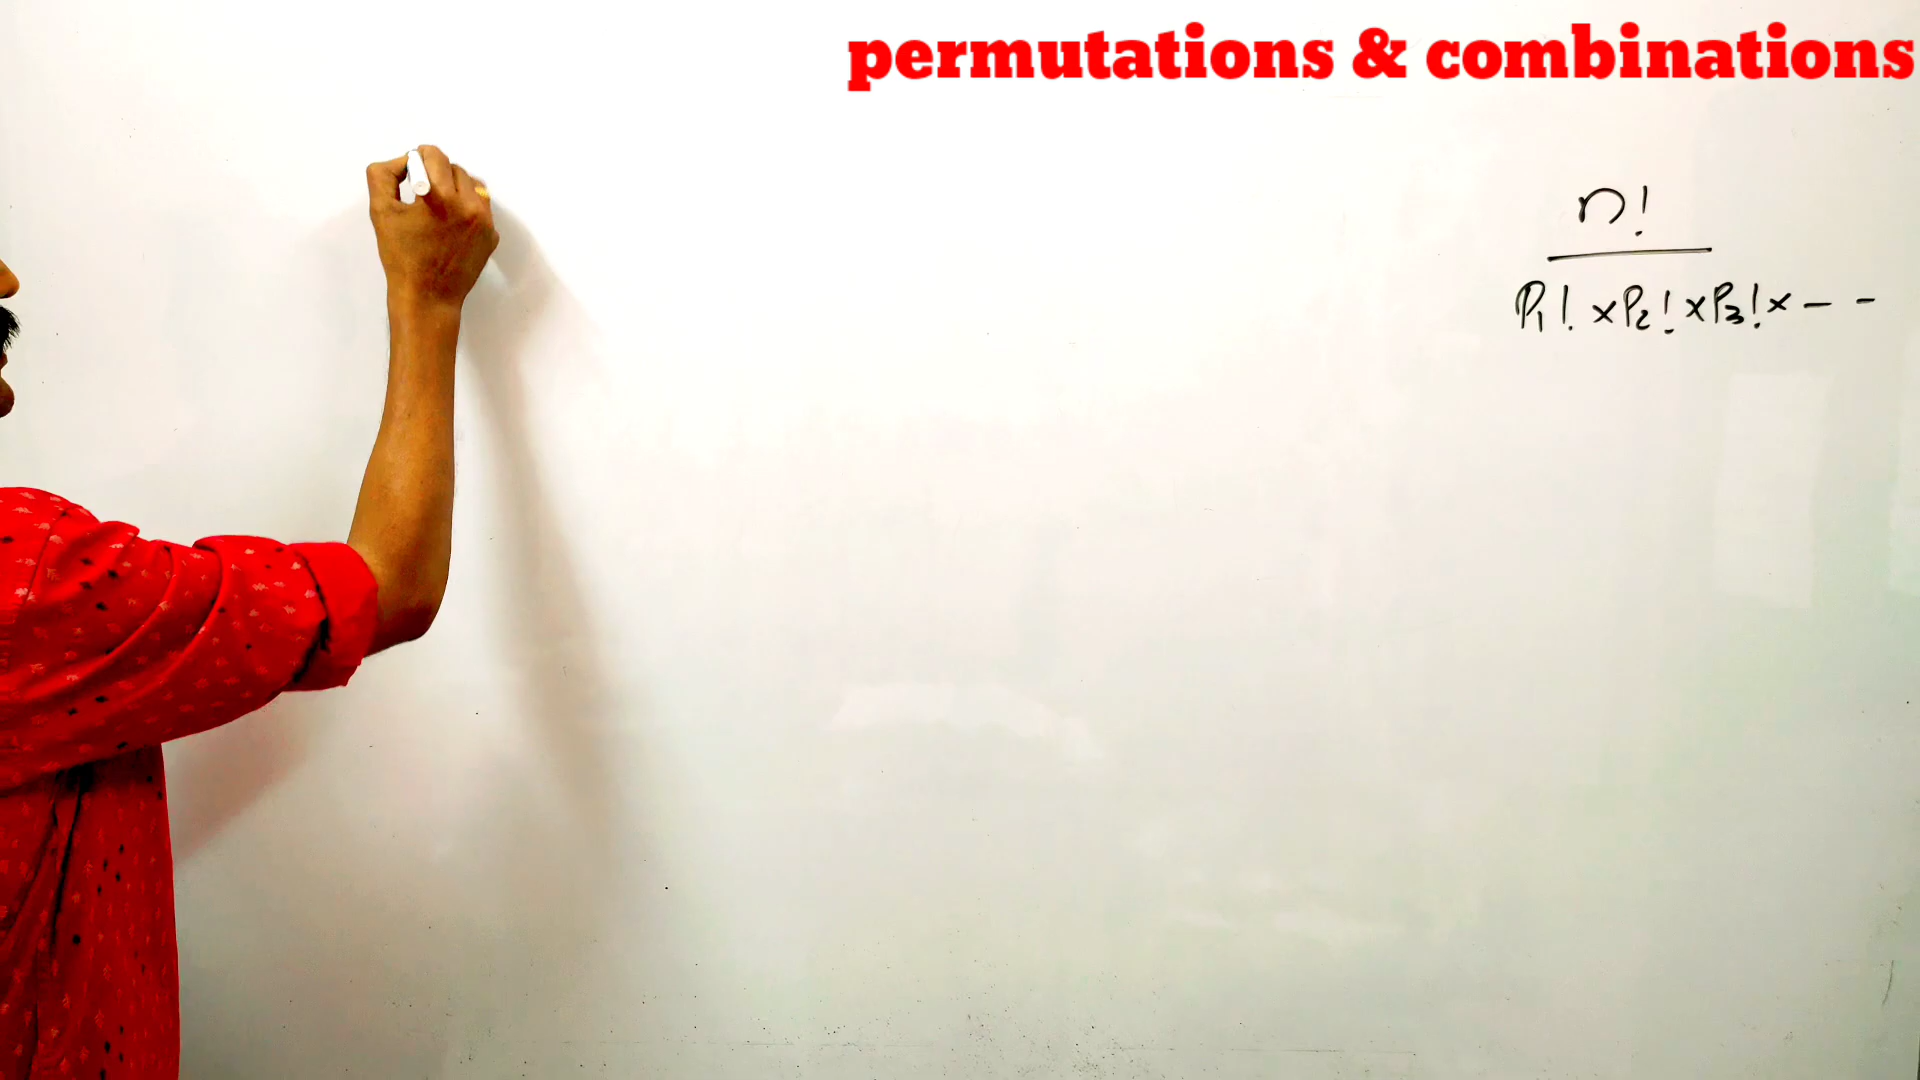 permutations & combinations
n!
P₁! × P₂! × P₃! × - -